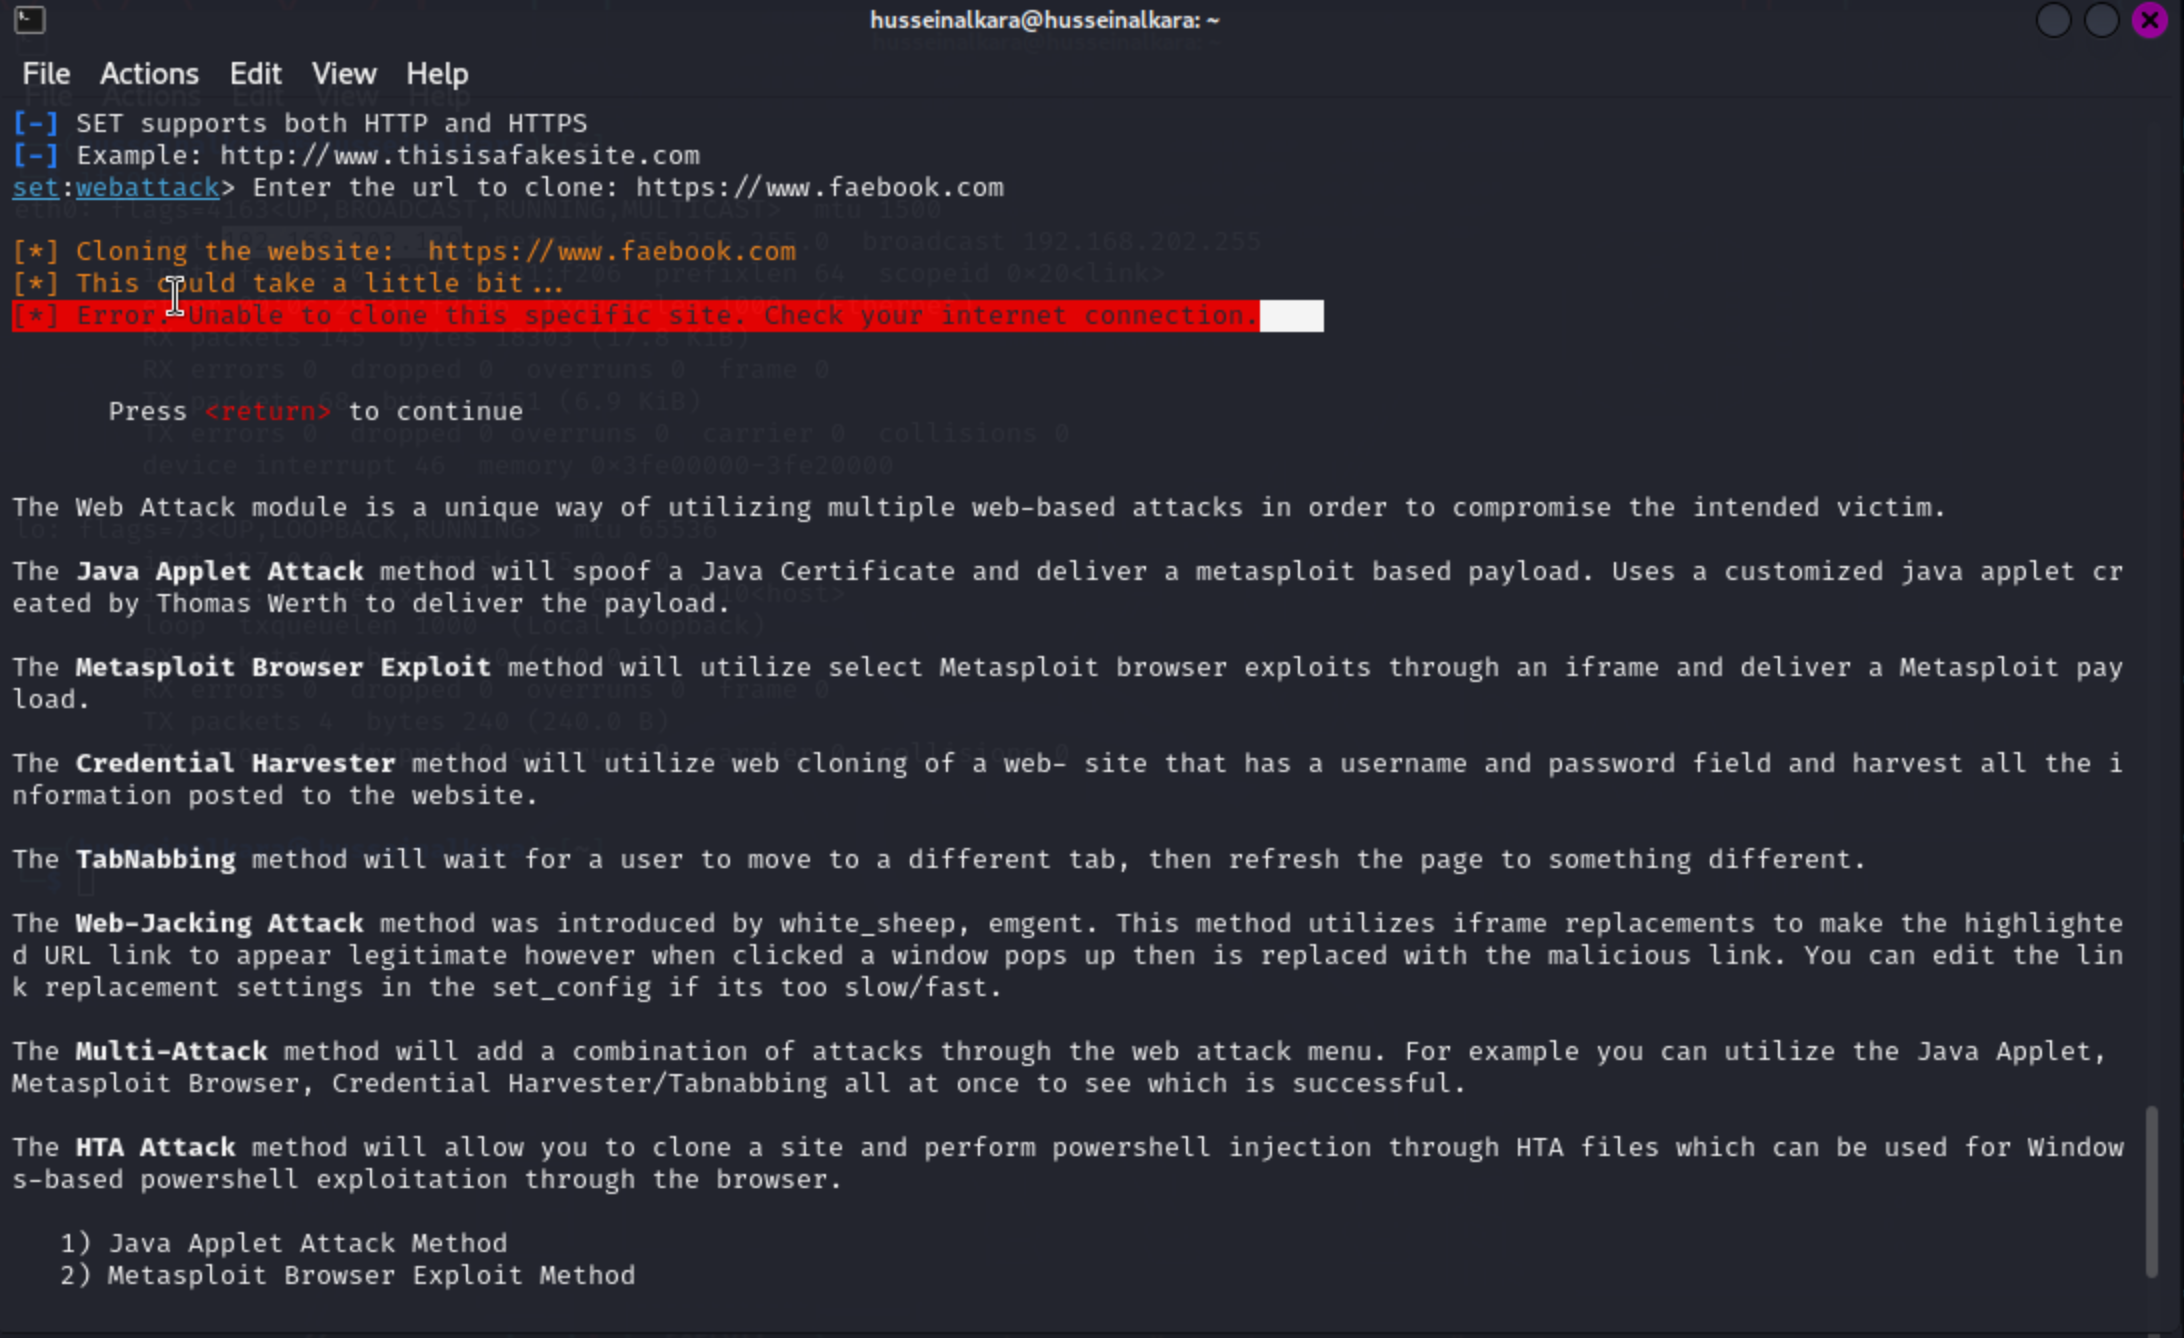 husseinalkara@husseinalkara: ~
File Actions Edit View Help
[-] SET supports both HTTP and HTTPS
[-] Example: http://www.thisisafakesite.com
set:webattack> Enter the url to clone: https://www.faebook.com
[*] Cloning the website: https://www.faebook.com
[*] This could take a little bit...
[*] Error. Unable to clone this specific site. Check your internet connection.
Press <return> to continue
The Web Attack module is a unique way of utilizing multiple web-based attacks in order to compromise the intended victim.
The Java Applet Attack method will spoof a Java Certificate and deliver a metasploit based payload. Uses a customized java applet cr
eated by Thomas Werth to deliver the payload.
The Metasploit Browser Exploit method will utilize select Metasploit browser exploits through an iframe and deliver a Metasploit pay
load.
The Credential Harvester method will utilize web cloning of a web- site that has a username and password field and harvest all the i
nformation posted to the website.
The TabNabbing method will wait for a user to move to a different tab, then refresh the page to something different.
The Web-Jacking Attack method was introduced by white_sheep, emgent. This method utilizes iframe replacements to make the highlighte
d URL link to appear legitimate however when clicked a window pops up then is replaced with the malicious link. You can edit the lin
k replacement settings in the set_config if its too slow/fast.
The Multi-Attack method will add a combination of attacks through the web attack menu. For example you can utilize the Java Applet,
Metasploit Browser, Credential Harvester/Tabnabbing all at once to see which is successful.
The HTA Attack method will allow you to clone a site and perform powershell injection through HTA files which can be used for Window
s-based powershell exploitation through the browser.
1) Java Applet Attack Method
2) Metasploit Browser Exploit Method